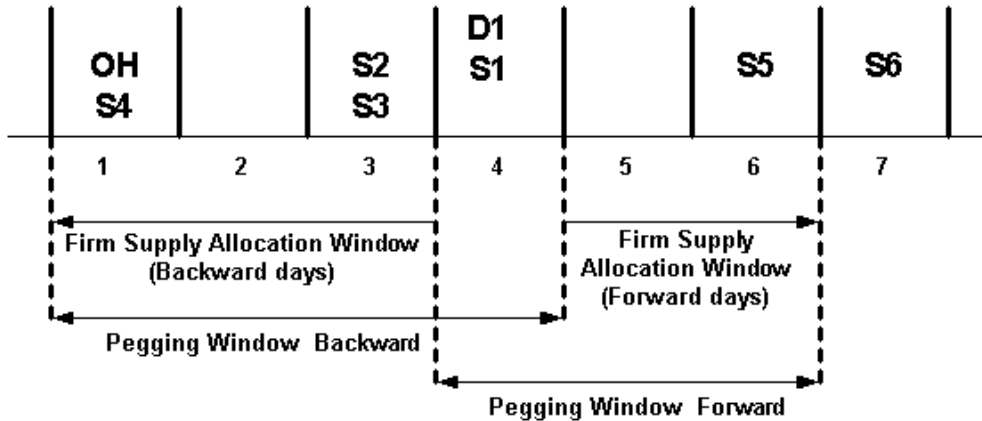 D1
OH S2 S1 S5 S6
S4 S3
1 2 3 4 5 6 7
Firm Supply Allocation Window
(Backward days)
Firm Supply
Allocation Window
(Forward days)
Pegging Window Backward
Pegging Window Forward